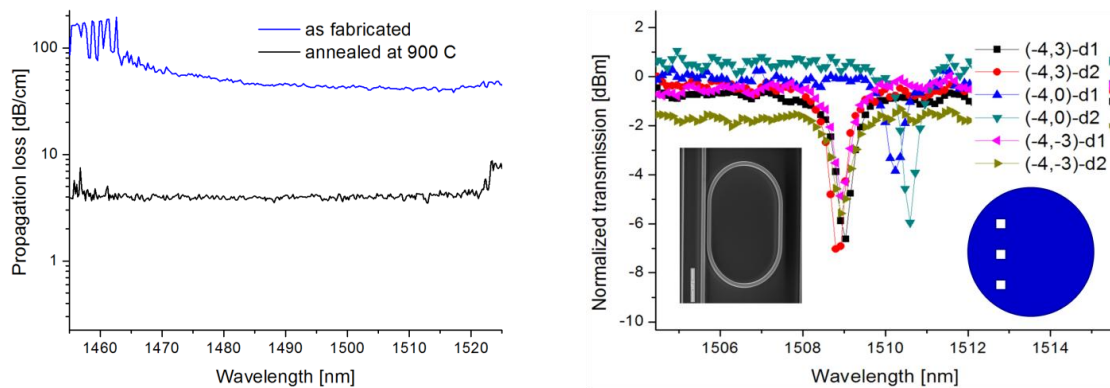 as fabricated
annealed at 900 C
100
10
1
Propagation loss [dB/cm]
1460 1470 1480 1490 1500 1510 1520
Wavelength [nm]
(-4,3)-d1
(-4,3)-d2
(-4,0)-d1
(-4,0)-d2
(-4,-3)-d1
(-4,-3)-d2
2
0
-2
-4
-6
-8
-10
Normalized transmission [dBm]
1506 1508 1510 1512 1514
Wavelength [nm]